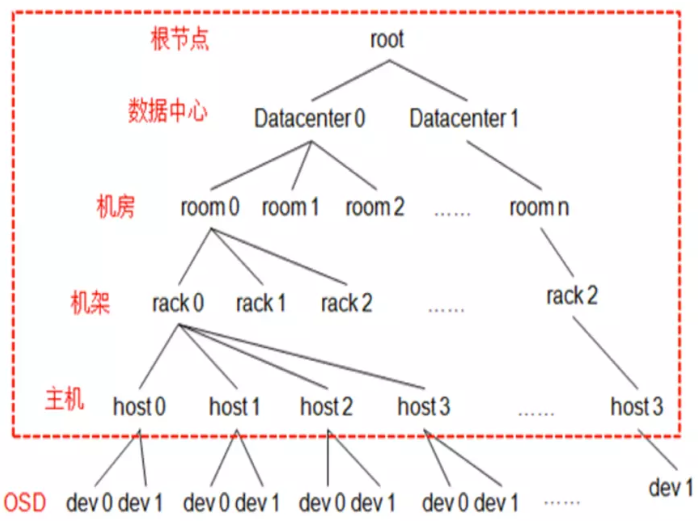 根节点 root
数据中心 Datacenter 0 Datacenter 1
机房 room 0 room 1 room 2 …… room n
机架 rack 0 rack 1 rack 2 …… rack 2
主机 host 0 host 1 host 2 host 3 …… host 3
OSD dev 0 dev 1 dev 0 dev 1 dev 0 dev 1 dev 0 dev 1 …… dev 1